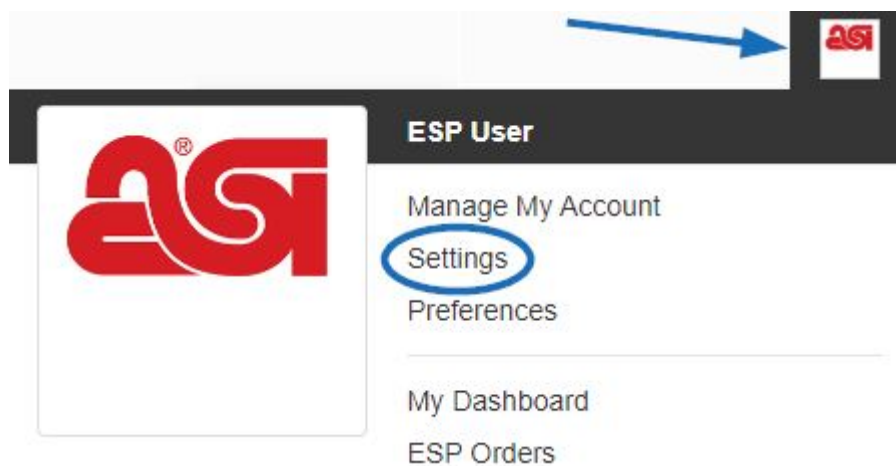 asi
ESP User
asi®
Manage My Account
Settings
Preferences
My Dashboard
ESP Orders